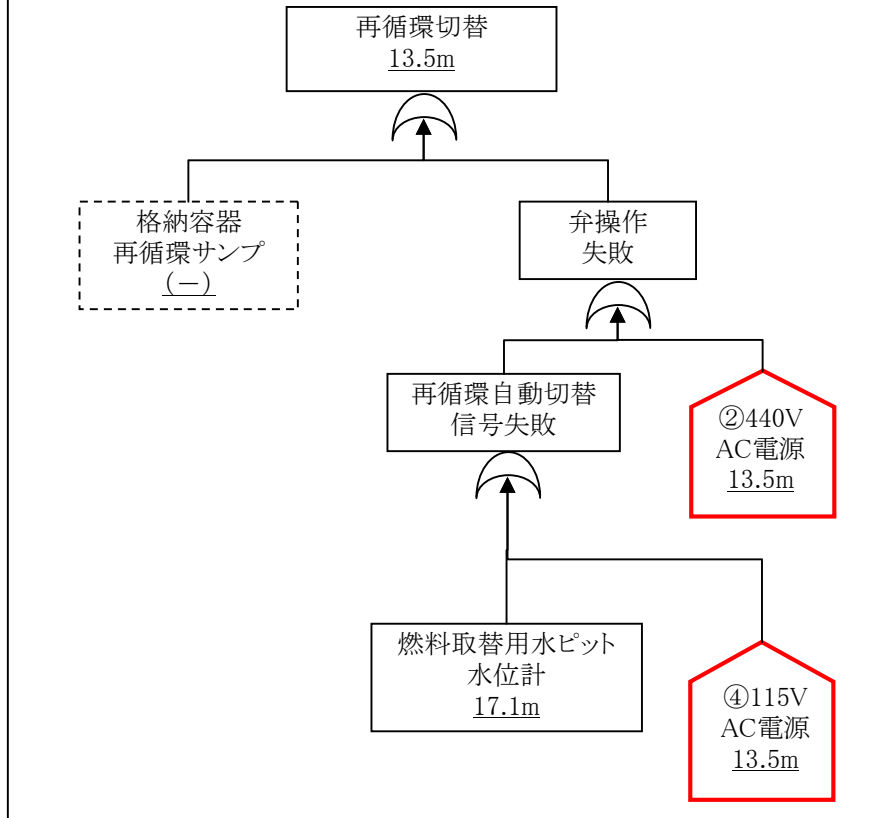 再循環切替
13.5m
格納容器
再循環サンプ
(－)
弁操作
失敗
再循環自動切替
信号失敗
②440V
AC電源
13.5m
燃料取替用水ピット
水位計
17.1m
④115V
AC電源
13.5m